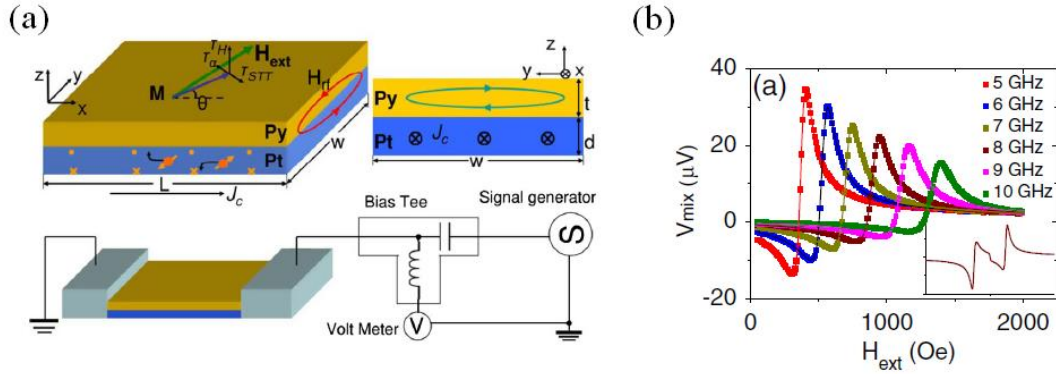 (a)
z
y
x
M
τH
τα
τSTT
Hext
θ
Hrf
Py
Pt
w
L
Jc
z
y
x
Py
t
Pt
Jc
d
w
Bias Tee
Signal generator
S
Volt Meter
V
(b)
(a)
40
20
0
-20
Vmix (μV)
5 GHz
6 GHz
7 GHz
8 GHz
9 GHz
10 GHz
0
1000
2000
Hext (Oe)